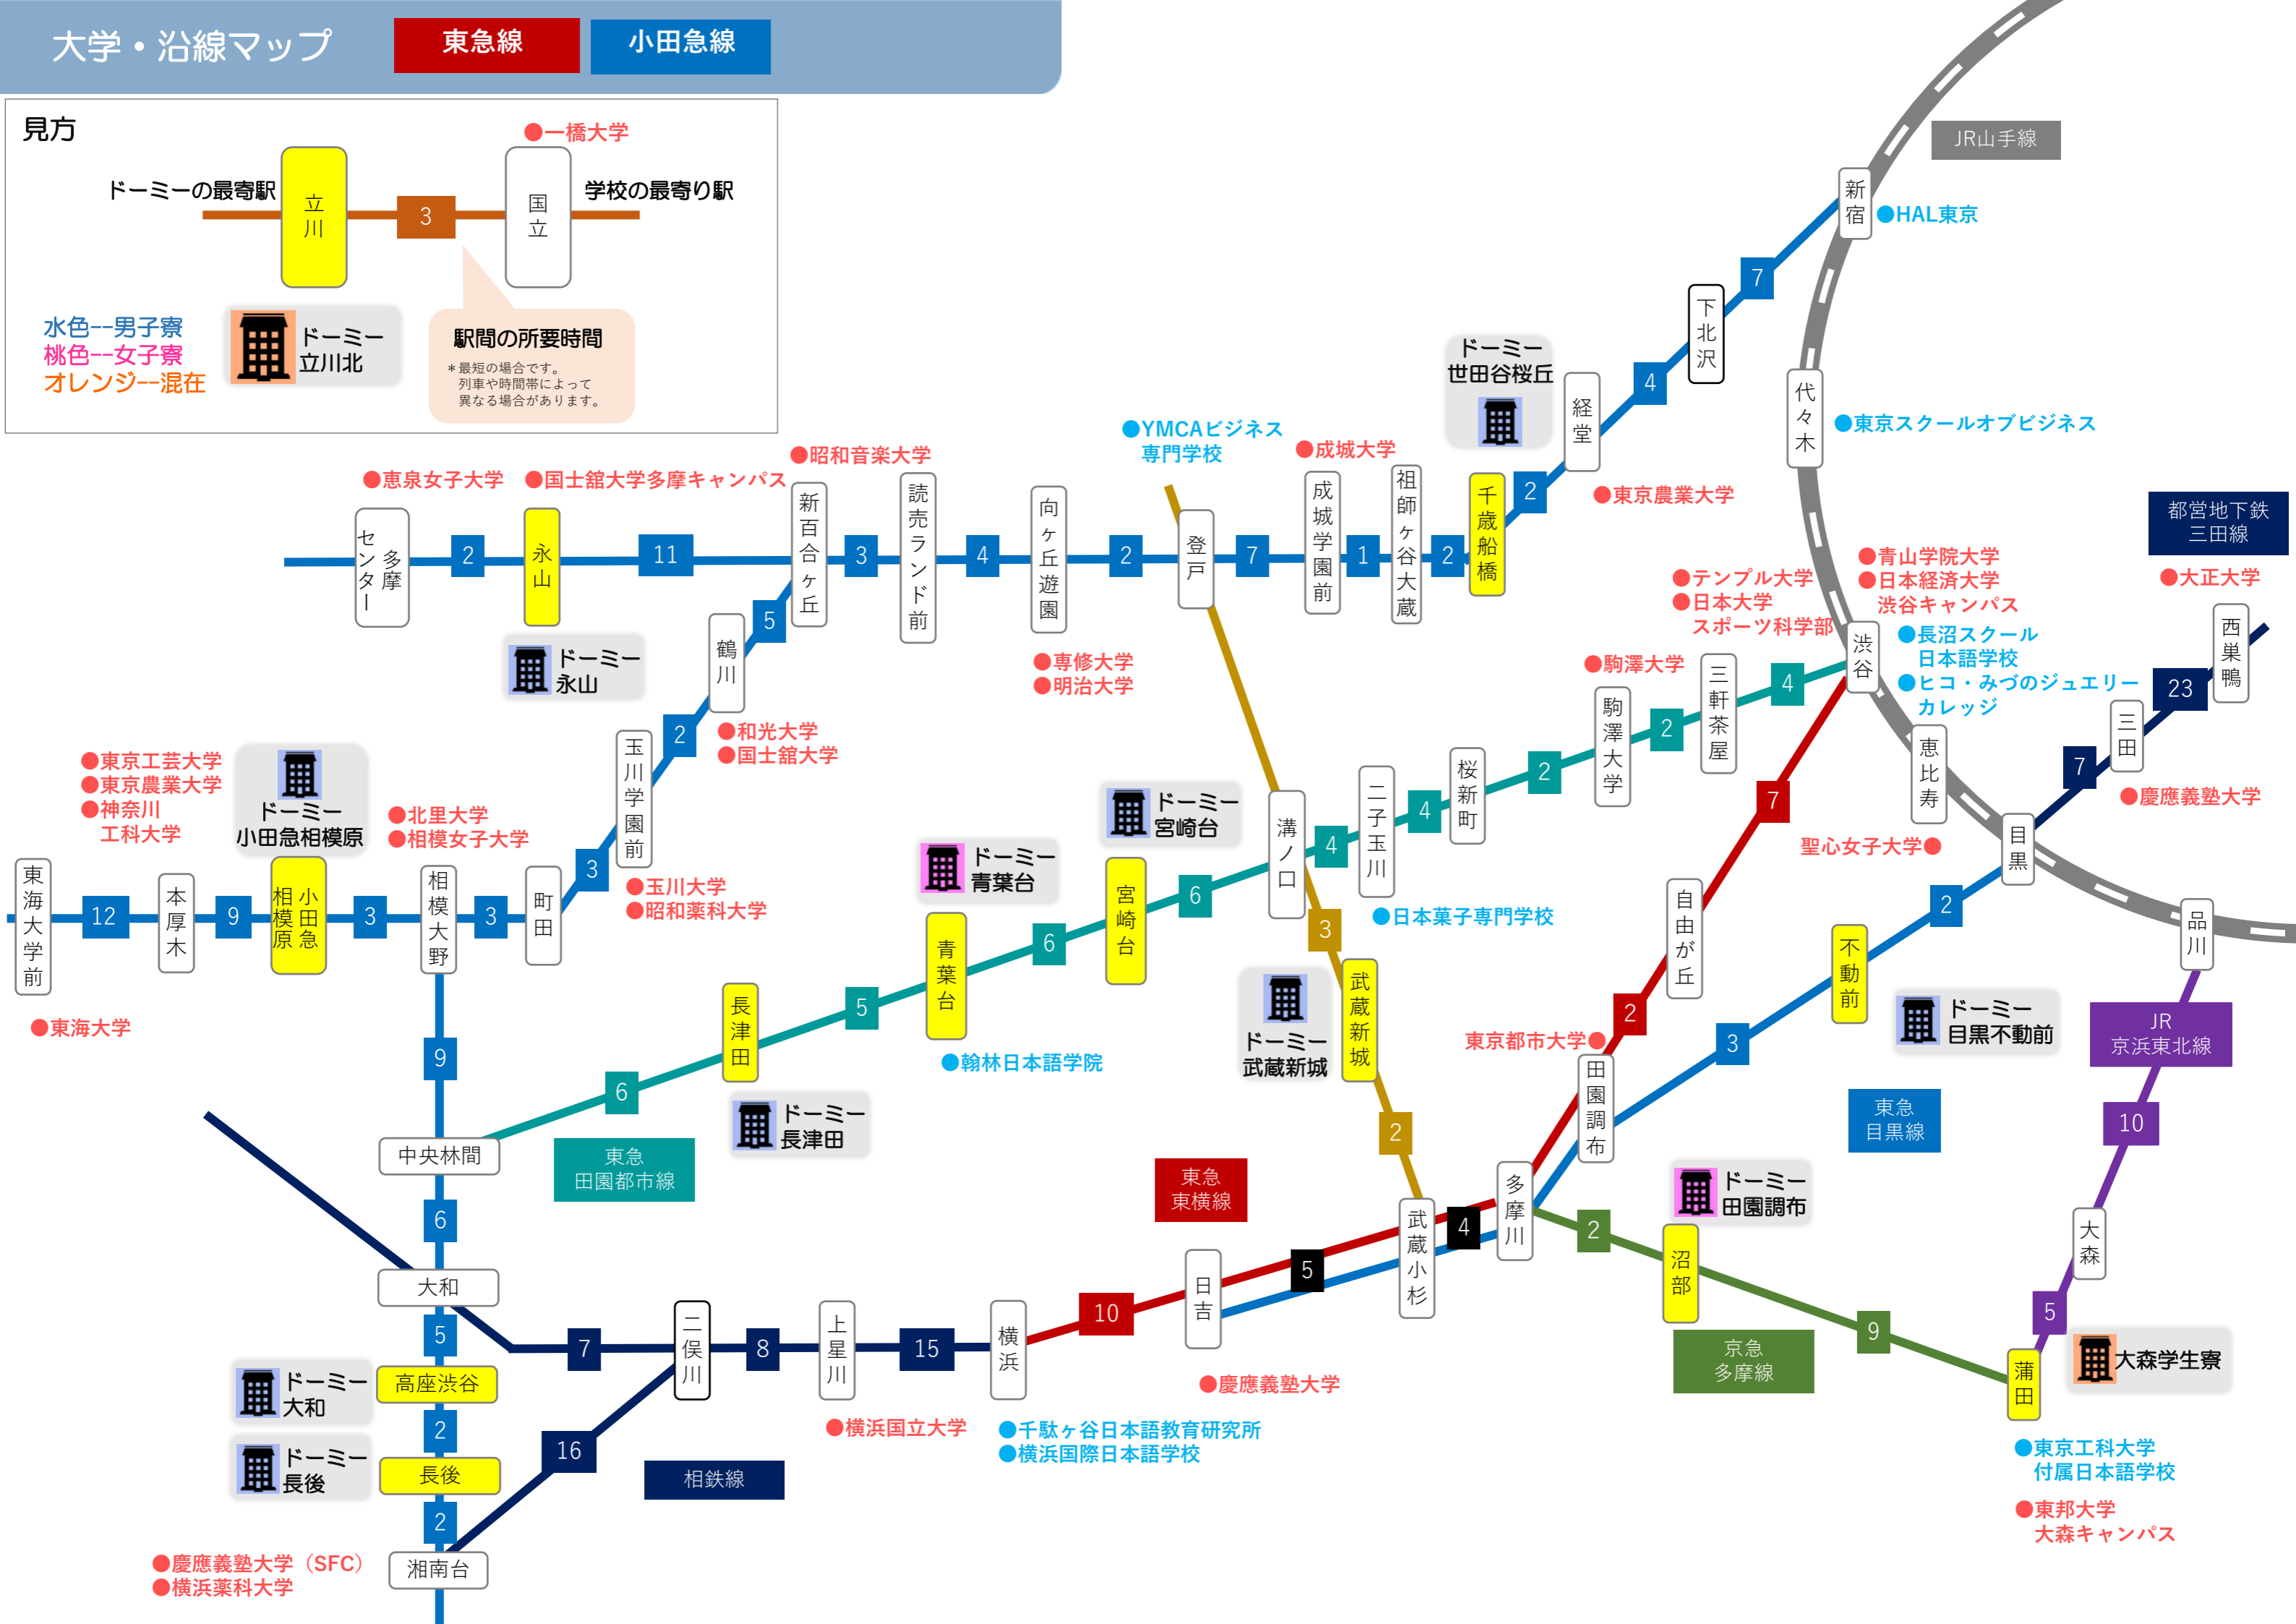 大学・沿線マップ
東急線
小田急線
見方
●一橋大学
ドーミーの最寄駅
立川
3
国立
学校の最寄り駅
水色--男子寮
桃色--女子寮
オレンジ--混在
ドーミー
立川北
駅間の所要時間
*最短の場合です。
列車や時間帯によって
異なる場合があります。
JR山手線
新宿
●HAL東京
7
下北沢
4
経堂
●東京農業大学
2
ドーミー
世田谷桜丘
千歳船橋
2
祖師ヶ谷大蔵
1
成城学園前
●成城大学
7
登戸
●YMCAビジネス
専門学校
2
向ヶ丘遊園
●専修大学
●明治大学
4
読売ランド前
3
新百合ヶ丘
●昭和音楽大学
11
永山
●国士舘大学多摩キャンパス
ドーミー
永山
2
多摩
センター
●恵泉女子大学
5
鶴川
●和光大学
●国士舘大学
2
玉川学園前
●玉川大学
●昭和薬科大学
3
町田
3
相模大野
●北里大学
●相模女子大学
3
小田急
相模原
ドーミー
小田急相模原
9
本厚木
●東京工芸大学
●東京農業大学
●神奈川
工科大学
12
東海大学前
●東海大学
9
中央林間
6
大和
5
高座渋谷
ドーミー
大和
2
長後
ドーミー
長後
2
湘南台
●慶應義塾大学(SFC)
●横浜薬科大学
16
7
二俣川
8
上星川
●横浜国立大学
15
横浜
●千駄ヶ谷日本語教育研究所
●横浜国際日本語学校
相鉄線
6
東急
田園都市線
長津田
ドーミー
長津田
5
青葉台
ドーミー
青葉台
●翰林日本語学院
6
宮崎台
ドーミー
宮崎台
6
溝ノ口
4
二子玉川
●日本菓子専門学校
4
桜新町
2
駒澤大学
●駒澤大学
2
三軒茶屋
4
渋谷
●テンプル大学
●日本大学
スポーツ科学部
●青山学院大学
●日本経済大学
渋谷キャンパス
●長沼スクール
日本語学校
●ヒコ・みづのジュエリー
カレッジ
代々木
●東京スクールオブビジネス
恵比寿
聖心女子大学●
目黒
7
三田
●慶應義塾大学
23
西巣鴨
●大正大学
都営地下鉄
三田線
3
武蔵新城
ドーミー
武蔵新城
2
武蔵小杉
東急
東横線
10
日吉
●慶應義塾大学
5
4
多摩川
田園調布
東京都市大学●
2
自由が丘
7
3
不動前
2
ドーミー
目黒不動前
東急
目黒線
2
沼部
ドーミー
田園調布
京急
多摩線
9
蒲田
●東京工科大学
付属日本語学校
●東邦大学
大森キャンパス
大森学生寮
5
大森
10
JR
京浜東北線
品川